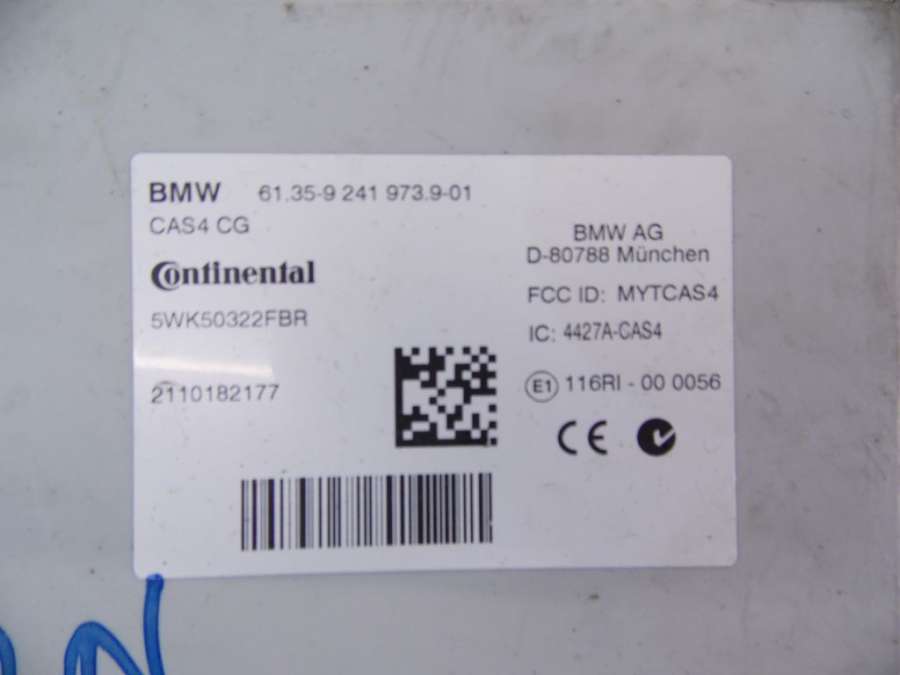 BMW 61.35-9 241 973.9-01
CAS4 CG
Continental
5WK50322FBR
2110182177
BMW AG
D-80788 München
FCC ID: MYTCAS4
IC: 4427A-CAS4
E1 116RI - 00 0056
CE